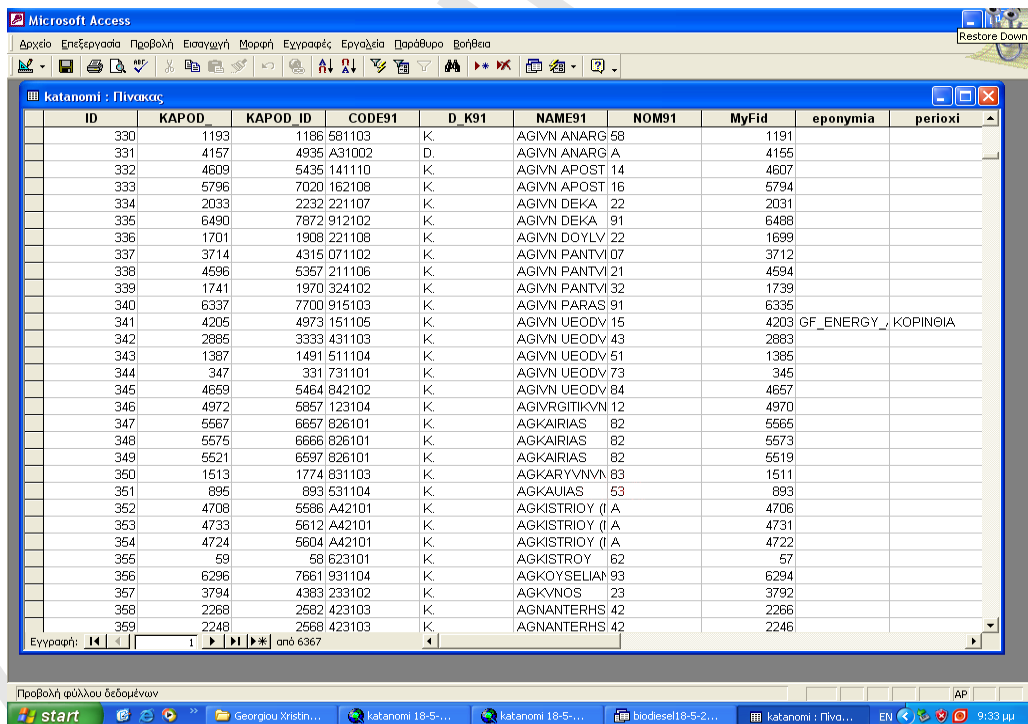 Microsoft Access
Restore Down
Αρχείο Επεξεργασία Προβολή Εισαγωγή Μορφή Εγγραφές Εργαλεία Παράθυρο Βοήθεια
katanomi : Πίνακας
ID KAPOD_ KAPOD_ID CODE91 D_K91 NAME91 NOM91 MyFid eponymia perioxi
330 1193 1186 581103 K. AGIVN ANARG 58 1191
331 4157 4935 A31002 D. AGIVN ANARG A 4155
332 4609 5435 141110 K. AGIVN APOST 14 4607
333 5796 7020 162108 K. AGIVN APOST 16 5794
334 2033 2232 221107 K. AGIVN DEKA 22 2031
335 6490 7872 912102 K. AGIVN DEKA 91 6488
336 1701 1908 221108 K. AGIVN DOYLV 22 1699
337 3714 4315 071102 K. AGIVN PANTVI 07 3712
338 4596 5357 211106 K. AGIVN PANTVI 21 4594
339 1741 1970 324102 K. AGIVN PANTVI 32 1739
340 6337 7700 915103 K. AGIVN PARAS 91 6335
341 4205 4973 151105 K. AGIVN UEODV 15 4203 GF_ENERGY_ ΚΟΡΙΝΘΙΑ
342 2885 3333 431103 K. AGIVN UEODV 43 2883
343 1387 1491 511104 K. AGIVN UEODV 51 1385
344 347 331 731101 K. AGIVN UEODV 73 345
345 4659 5464 842102 K. AGIVN UEODV 84 4657
346 4972 5857 123104 K. AGIVRGITIKVN 12 4970
347 5567 6657 826101 K. AGKAIRIAS 82 5565
348 5575 6666 826101 K. AGKAIRIAS 82 5573
349 5521 6597 826101 K. AGKAIRIAS 82 5519
350 1513 1774 831103 K. AGKARYVNVN 83 1511
351 895 893 531104 K. AGKAUIAS 53 893
352 4708 5586 A42101 K. AGKISTRIOY ( A 4706
353 4733 5612 A42101 K. AGKISTRIOY ( A 4731
354 4724 5604 A42101 K. AGKISTRIOY ( A 4722
355 59 58 623101 K. AGKISTROY 62 57
356 6296 7661 931104 K. AGKOYSELIAN 93 6294
357 3794 4383 233102 K. AGKVNOS 23 3792
358 2268 2582 423103 K. AGNANTERHS 42 2266
359 2248 2568 423103 K. AGNANTERHS 42 2246
Εγγραφή: 1 από 6367
Προβολή φύλλου δεδομένων AP
start Georgiou Xristin... katanomi 18-5-... katanomi 18-5-... biodiesel18-5-2... katanomi : Πίνα... EN 9:33 μμ